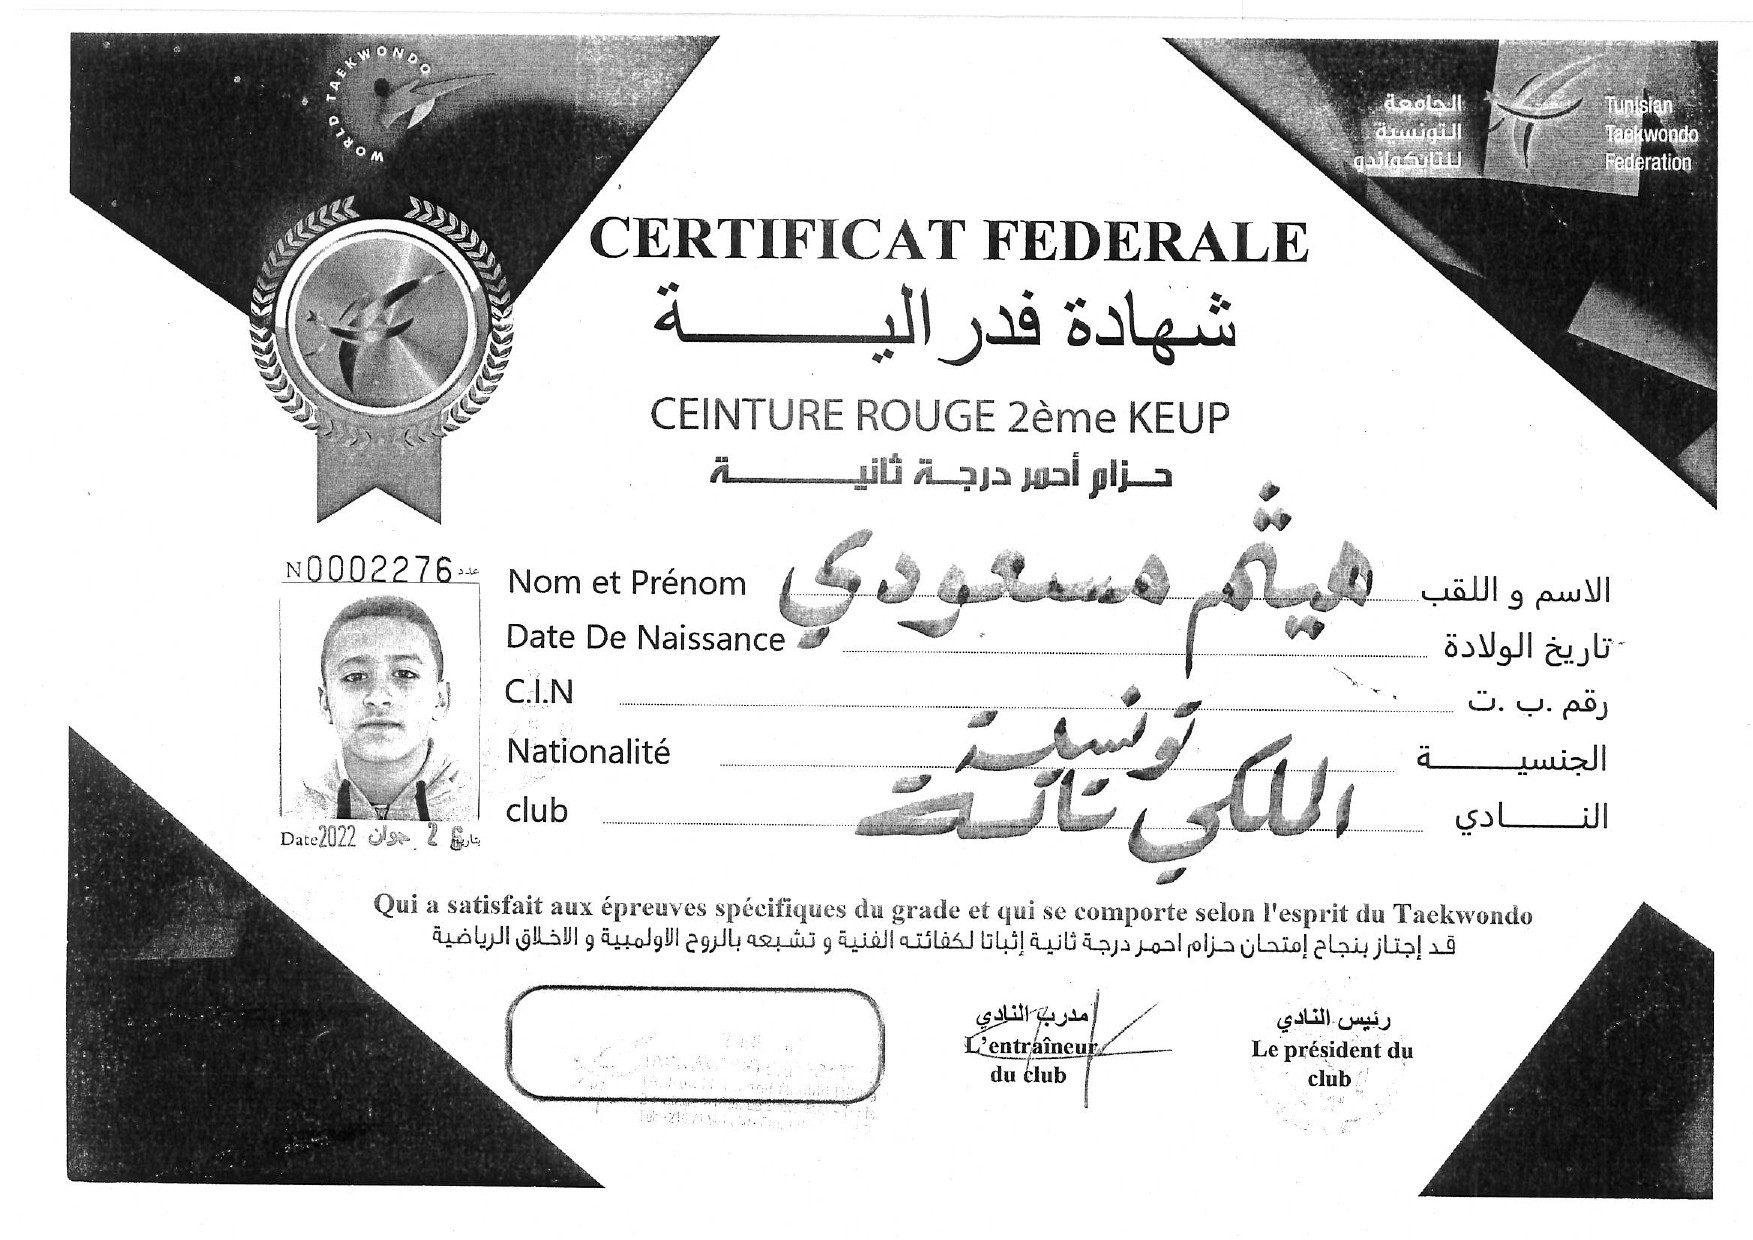 WORLD TAEKWONDO
الجامعة
التونسية
للتايكواندو
Tunisian
Taekwondo
Federation
CERTIFICAT FEDERALE
شهادة فدرالية
CEINTURE ROUGE 2ème KEUP
حزام أحمر درجة ثانية
N0002276 عدد
Nom et Prénom هيثم مسعودي الاسم و اللقب
Date De Naissance تاريخ الولادة
C.I.N رقم .ب .ت
Nationalité تونسية الجنسية
club الملكي تالة النادي
Date 2022 جوان 2 بتاريخ
Qui a satisfait aux épreuves spécifiques du grade et qui se comporte selon l'esprit du Taekwondo
قد إجتاز بنجاح إمتحان حزام احمر درجة ثانية إثباتا لكفائته الفنية و تشبعه بالروح الاولمبية و الاخلاق الرياضية
مدرب النادي
L'entraîneur
du club
رئيس النادي
Le président du
club